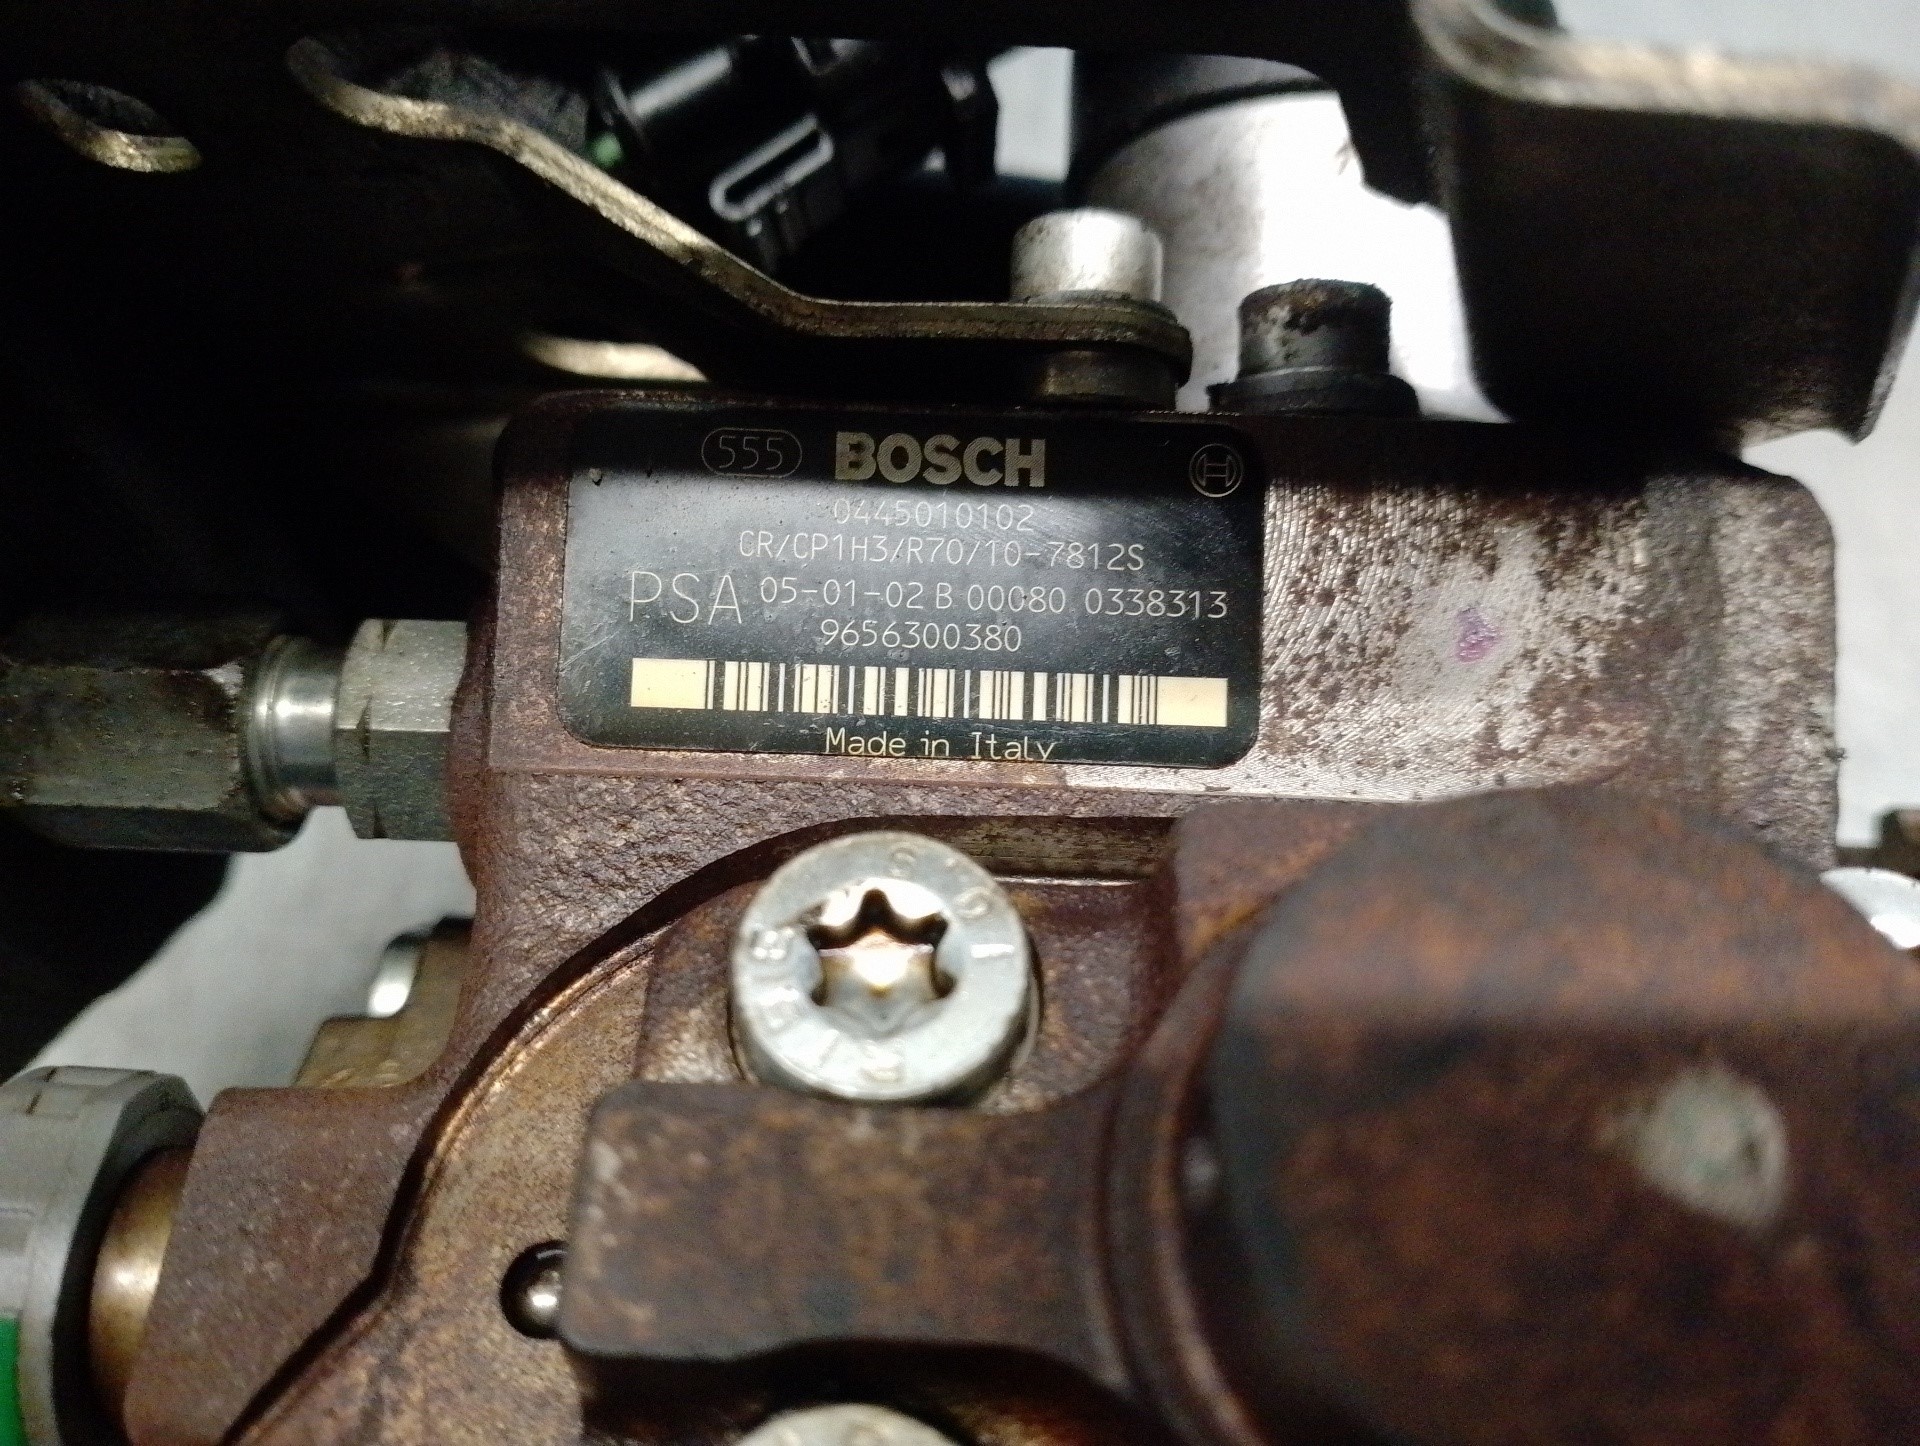 555 BOSCH
0445010102
CR/CP1H3/R70/10-7812S
PSA 05-01-02 B 00080 0338313
9656300380
Made in Italy